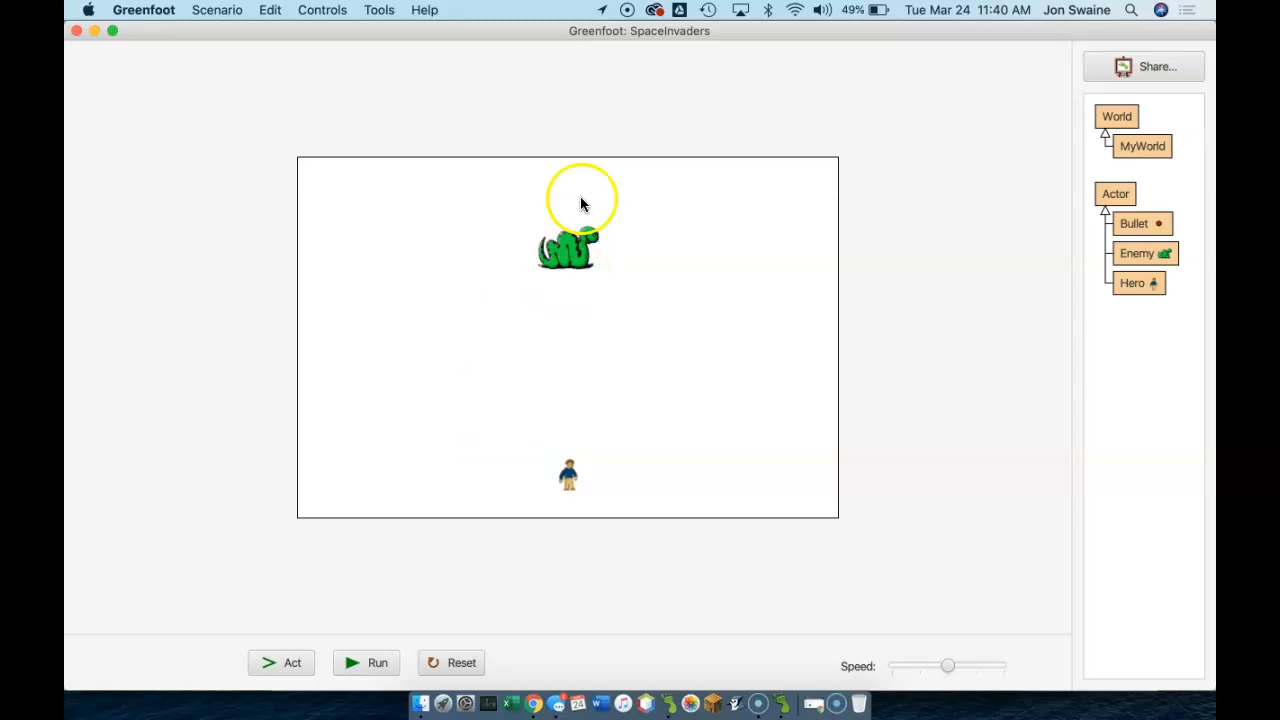 Greenfoot Scenario Edit Controls Tools Help 49% Tue Mar 24 11:40 AM Jon Swaine
Greenfoot: SpaceInvaders
Share...
World
MyWorld
Actor
Bullet
Enemy
Hero
Act Run Reset Speed: